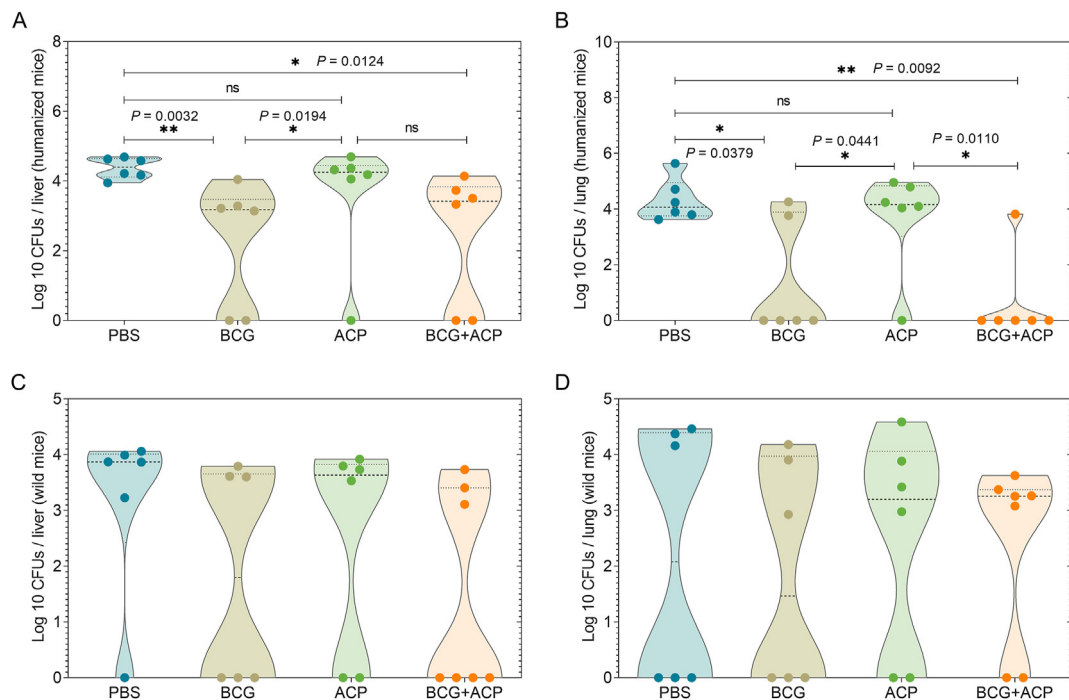 A
Log 10 CFUs / liver (humanized mice)
8
6
4
2
0
* P = 0.0124
ns
P = 0.0032
**
P = 0.0194
*
ns
PBS BCG ACP BCG+ACP
B
Log 10 CFUs / lung (humanized mice)
10
8
6
4
2
0
** P = 0.0092
ns
*
P = 0.0379
P = 0.0441
*
P = 0.0110
*
PBS BCG ACP BCG+ACP
C
Log 10 CFUs / liver (wild mice)
5
4
3
2
1
0
PBS BCG ACP BCG+ACP
D
Log 10 CFUs / lung (wild mice)
5
4
3
2
1
0
PBS BCG ACP BCG+ACP